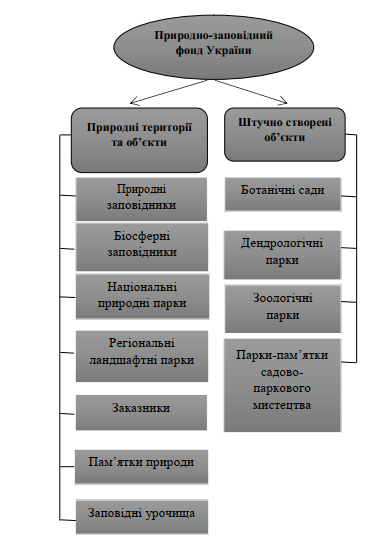 Природно-заповідний
фонд України
Природні території
та об’єкти
Природні
заповідники
Біосферні
заповідники
Національні
природні парки
Регіональні
ландшафтні парки
Заказники
Пам’ятки природи
Заповідні урочища
Штучно створені
об’єкти
Ботанічні сади
Дендрологічні
парки
Зоологічні
парки
Парки-пам’ятки
садово-
паркового
мистецтва